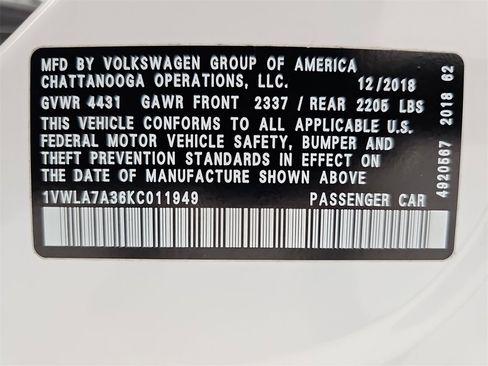 MFD BY VOLKSWAGEN GROUP OF AMERICA
CHATTANOOGA OPERATIONS, LLC. 12/2018
GVWR 4431 GAWR FRONT 2337 / REAR 2205 LBS
THIS VEHICLE CONFORMS TO ALL APPLICABLE U.S.
FEDERAL MOTOR VEHICLE SAFETY, BUMPER AND
THEFT PREVENTION STANDARDS IN EFFECT ON
THE DATE OF MANUFACTURE SHOWN ABOVE
1VWLA7A36KC011949 PASSENGER CAR
4920567 2018 62